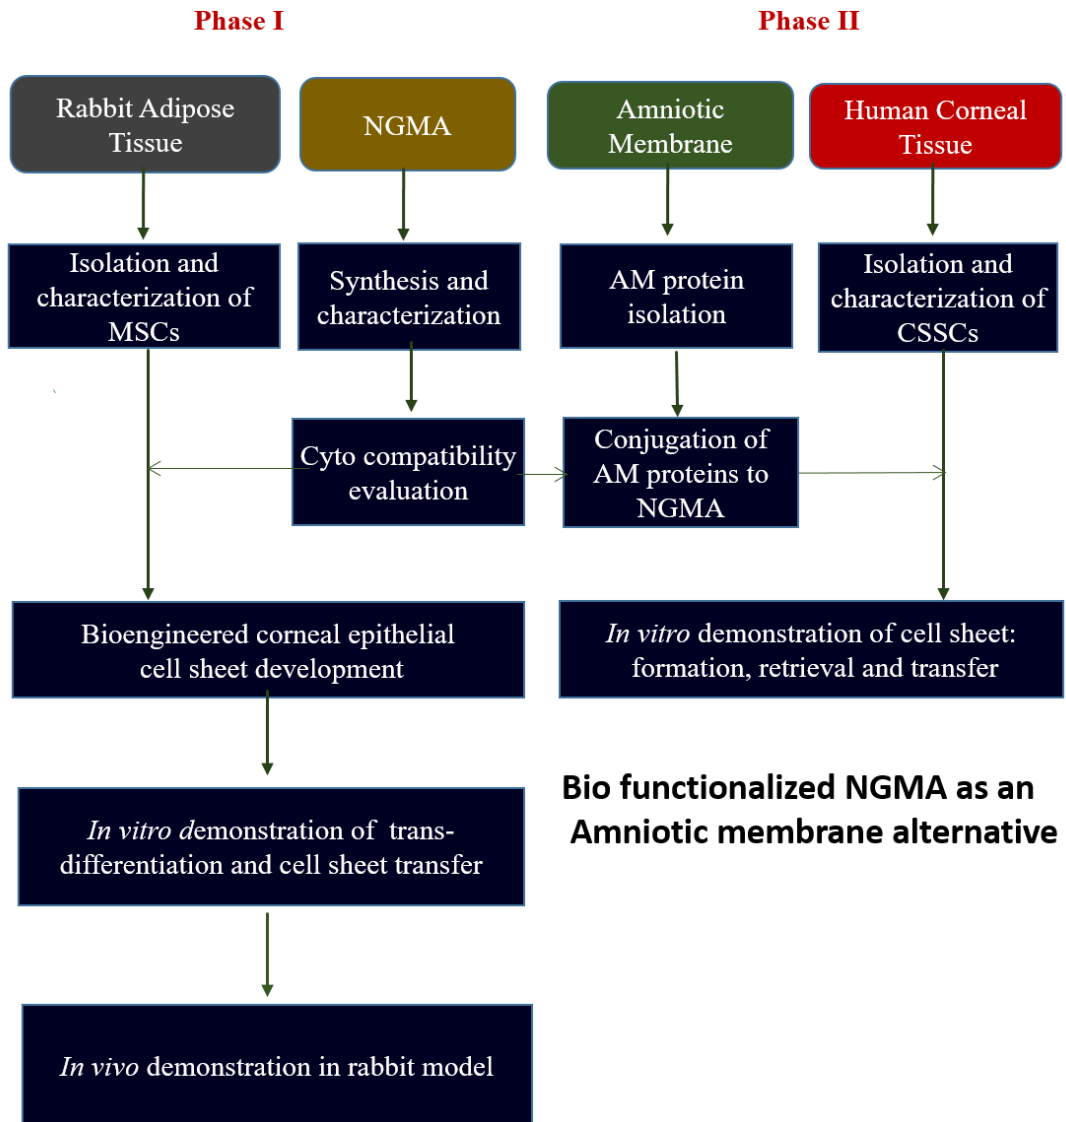 Phase I
Phase II
Rabbit Adipose
Tissue
NGMA
Amniotic
Membrane
Human Corneal
Tissue
Isolation and
characterization of
MSCs
Synthesis and
characterization
AM protein
isolation
Isolation and
characterization of
CSSCs
Cyto compatibility
evaluation
Conjugation of
AM proteins to
NGMA
Bioengineered corneal epithelial
cell sheet development
In vitro demonstration of cell sheet:
formation, retrieval and transfer
In vitro demonstration of trans-
differentiation and cell sheet transfer
Bio functionalized NGMA as an
Amniotic membrane alternative
In vivo demonstration in rabbit model